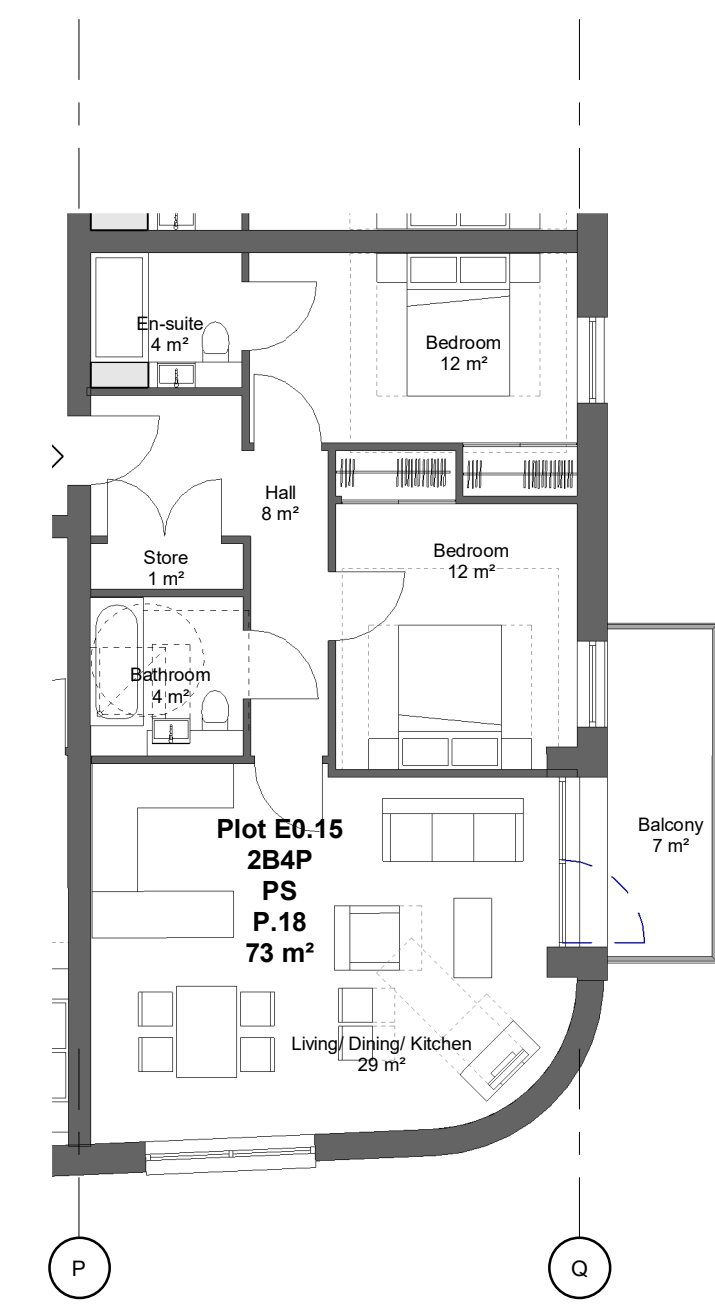 En-suite
4 m²
Bedroom
12 m²
Hall
8 m²
Bedroom
12 m²
Store
1 m²
Bathroom
4 m²
Plot E0.15
2B4P
PS
P.18
73 m²
Balcony
7 m²
Living/ Dining/ Kitchen
29 m²
P
Q